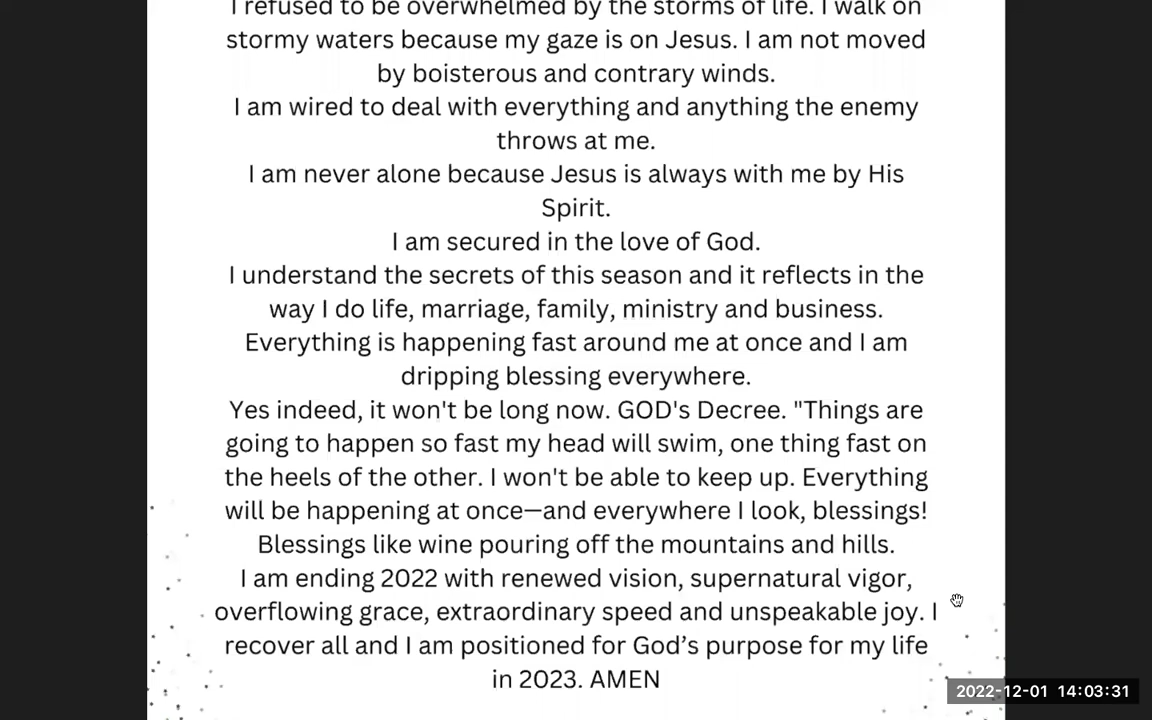 I refused to be overwhelmed by the storms of life. I walk on
stormy waters because my gaze is on Jesus. I am not moved
by boisterous and contrary winds.
I am wired to deal with everything and anything the enemy
throws at me.
I am never alone because Jesus is always with me by His
Spirit.
I am secured in the love of God.
I understand the secrets of this season and it reflects in the
way I do life, marriage, family, ministry and business.
Everything is happening fast around me at once and I am
dripping blessing everywhere.
Yes indeed, it won't be long now. GOD's Decree. "Things are
going to happen so fast my head will swim, one thing fast on
the heels of the other. I won't be able to keep up. Everything
will be happening at once—and everywhere I look, blessings!
Blessings like wine pouring off the mountains and hills.
I am ending 2022 with renewed vision, supernatural vigor,
overflowing grace, extraordinary speed and unspeakable joy. I
recover all and I am positioned for God’s purpose for my life
in 2023. AMEN
2022-12-01 14:03:31